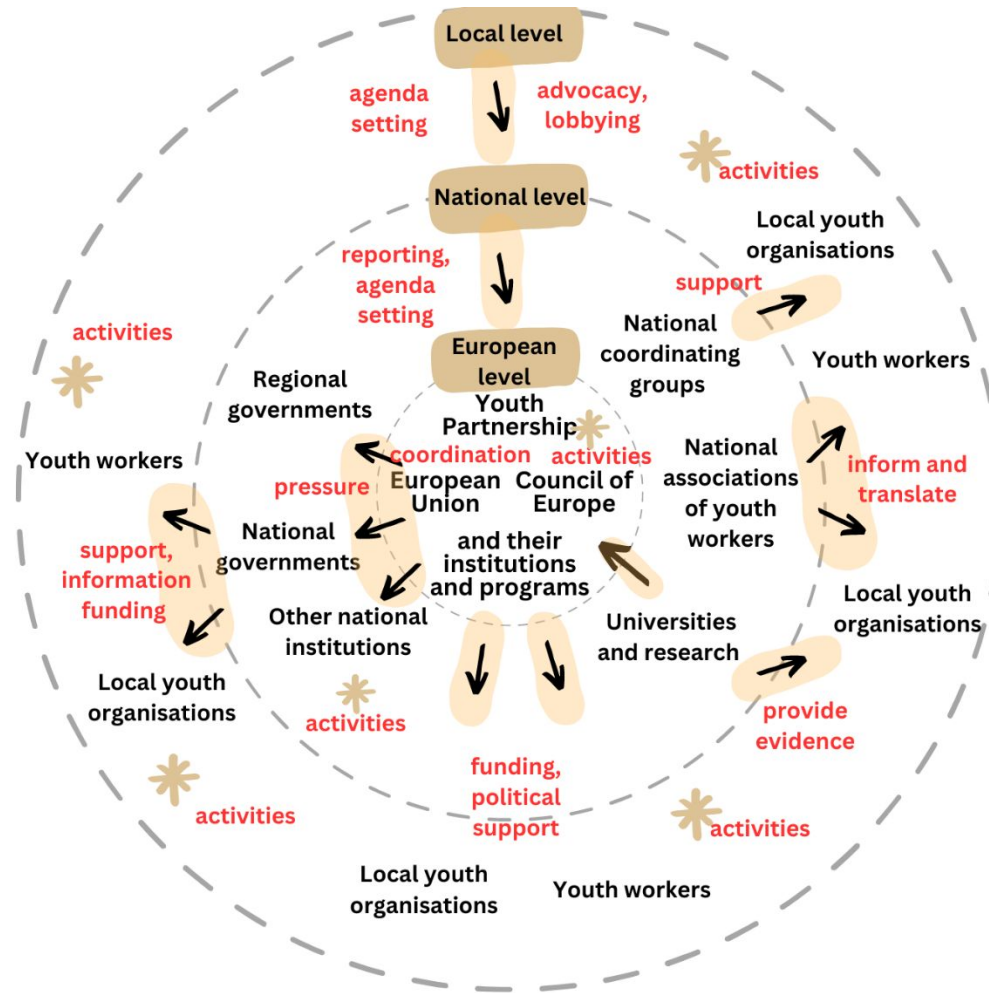 Local level
agenda
setting
advocacy,
lobbying
activities
National level
Local youth
organisations
reporting,
agenda
setting
support
National
coordinating
groups
activities
European
level
Youth workers
Regional
governments
Youth
Partnership
coordination
activities
European
Union
Council of
Europe
and their
institutions
and programs
National
associations
of youth
workers
inform and
translate
Youth workers
pressure
National
governments
support,
information
funding
Other national
institutions
Universities
and research
Local youth
organisations
Local youth
organisations
activities
provide
evidence
funding,
political
support
activities
activities
Local youth
organisations
Youth workers